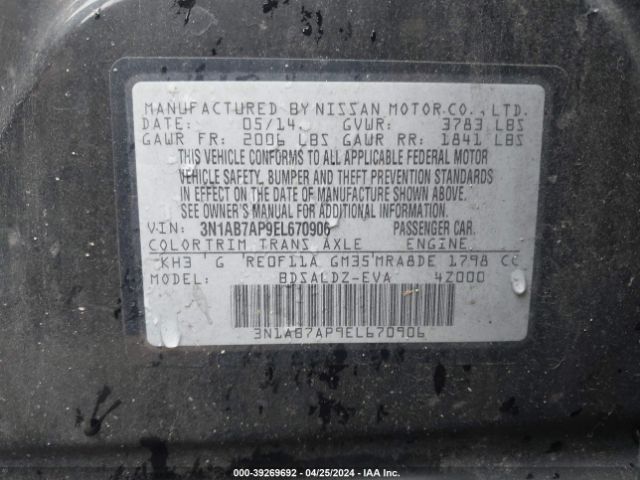 MANUFACTURED BY NISSAN MOTOR.CO.,LTD.
DATE: 05/14 GVWR: 3783 LBS
GAWR FR: 2006 LBS GAWR RR: 1841 LBS
THIS VEHICLE CONFORMS TO ALL APPLICABLE FEDERAL MOTOR
VEHICLE SAFETY, BUMPER AND THEFT PREVENTION STANDARDS
IN EFFECT ON THE DATE OF MANUFACTURE SHOWN ABOVE.
SEE OWNER'S MANUAL FOR ADDITIONAL INFORMATION.
VIN: 3N1AB7AP9EL670906 PASSENGER CAR.
COLOR TRIM TRANS AXLE ENGINE
KH3 G RE0F11A GM35 MRA8DE 1798 CC
MODEL: BDSALDZ-EVA 4Z000
3N1AB7AP9EL670906
000-39269692 - 04/25/2024 - IAA Inc.